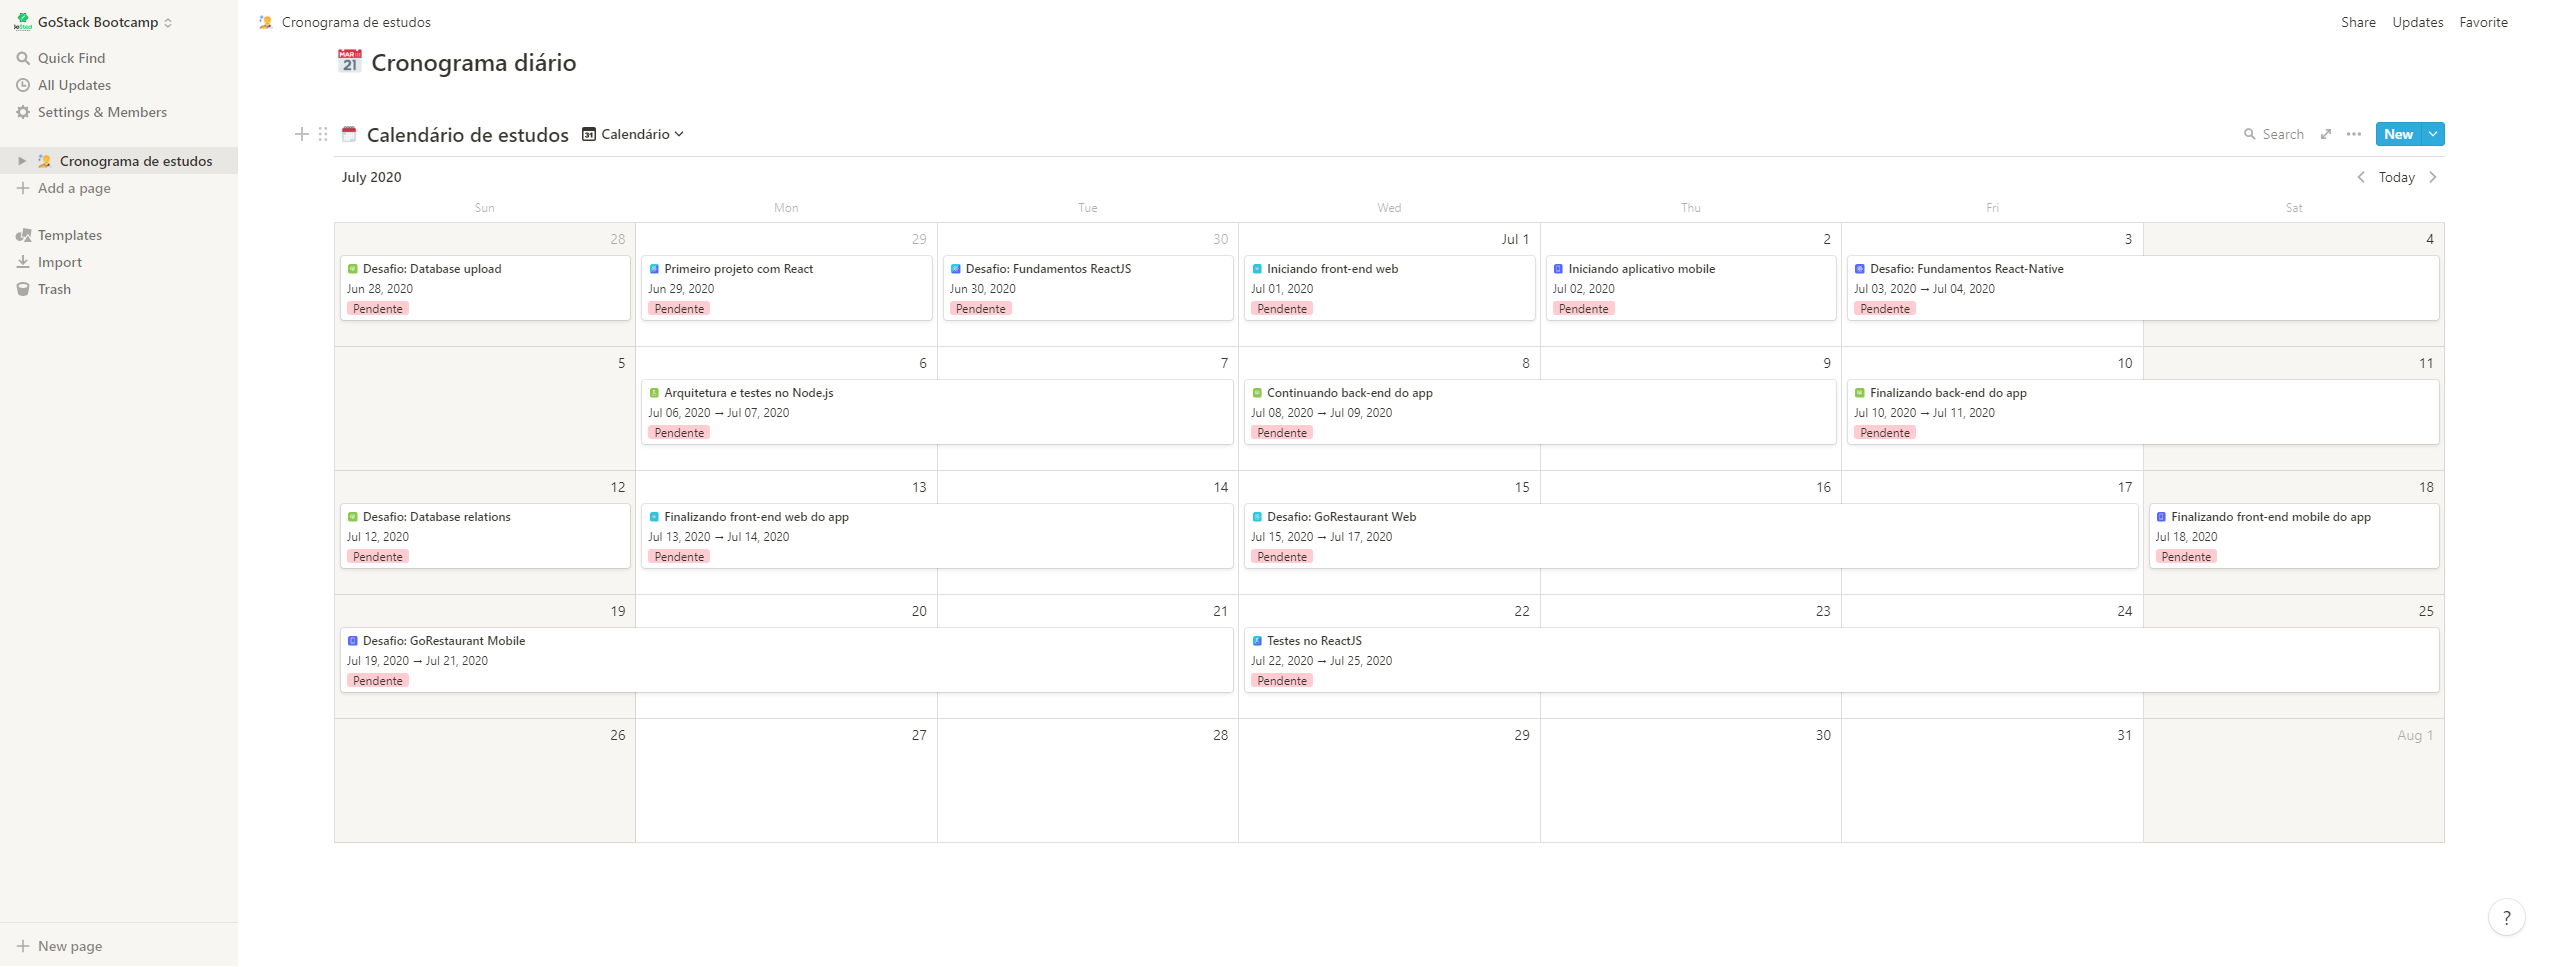 GoStack Bootcamp
Quick Find
All Updates
Settings & Members
Cronograma de estudos
Add a page
Templates
Import
Trash
New page
Cronograma de estudos
Share Updates Favorite
Cronograma diário
Calendário de estudos Calendário
Search ••• New
July 2020
Today
Sun Mon Tue Wed Thu Fri Sat
28 29 30 Jul 1 2 3 4
Desafio: Database upload
Jun 28, 2020
Pendente
Primeiro projeto com React
Jun 29, 2020
Pendente
Desafio: Fundamentos ReactJS
Jun 30, 2020
Pendente
Iniciando front-end web
Jul 01, 2020
Pendente
Iniciando aplicativo mobile
Jul 02, 2020
Pendente
Desafio: Fundamentos React-Native
Jul 03, 2020 → Jul 04, 2020
Pendente
5 6 7 8 9 10 11
Arquitetura e testes no Node.js
Jul 06, 2020 → Jul 07, 2020
Pendente
Continuando back-end do app
Jul 08, 2020 → Jul 09, 2020
Pendente
Finalizando back-end do app
Jul 10, 2020 → Jul 11, 2020
Pendente
12 13 14 15 16 17 18
Desafio: Database relations
Jul 12, 2020
Pendente
Finalizando front-end web do app
Jul 13, 2020 → Jul 14, 2020
Pendente
Desafio: GoRestaurant Web
Jul 15, 2020 → Jul 17, 2020
Pendente
Finalizando front-end mobile do app
Jul 18, 2020
Pendente
19 20 21 22 23 24 25
Desafio: GoRestaurant Mobile
Jul 19, 2020 → Jul 21, 2020
Pendente
Testes no ReactJS
Jul 22, 2020 → Jul 25, 2020
Pendente
26 27 28 29 30 31 Aug 1
?